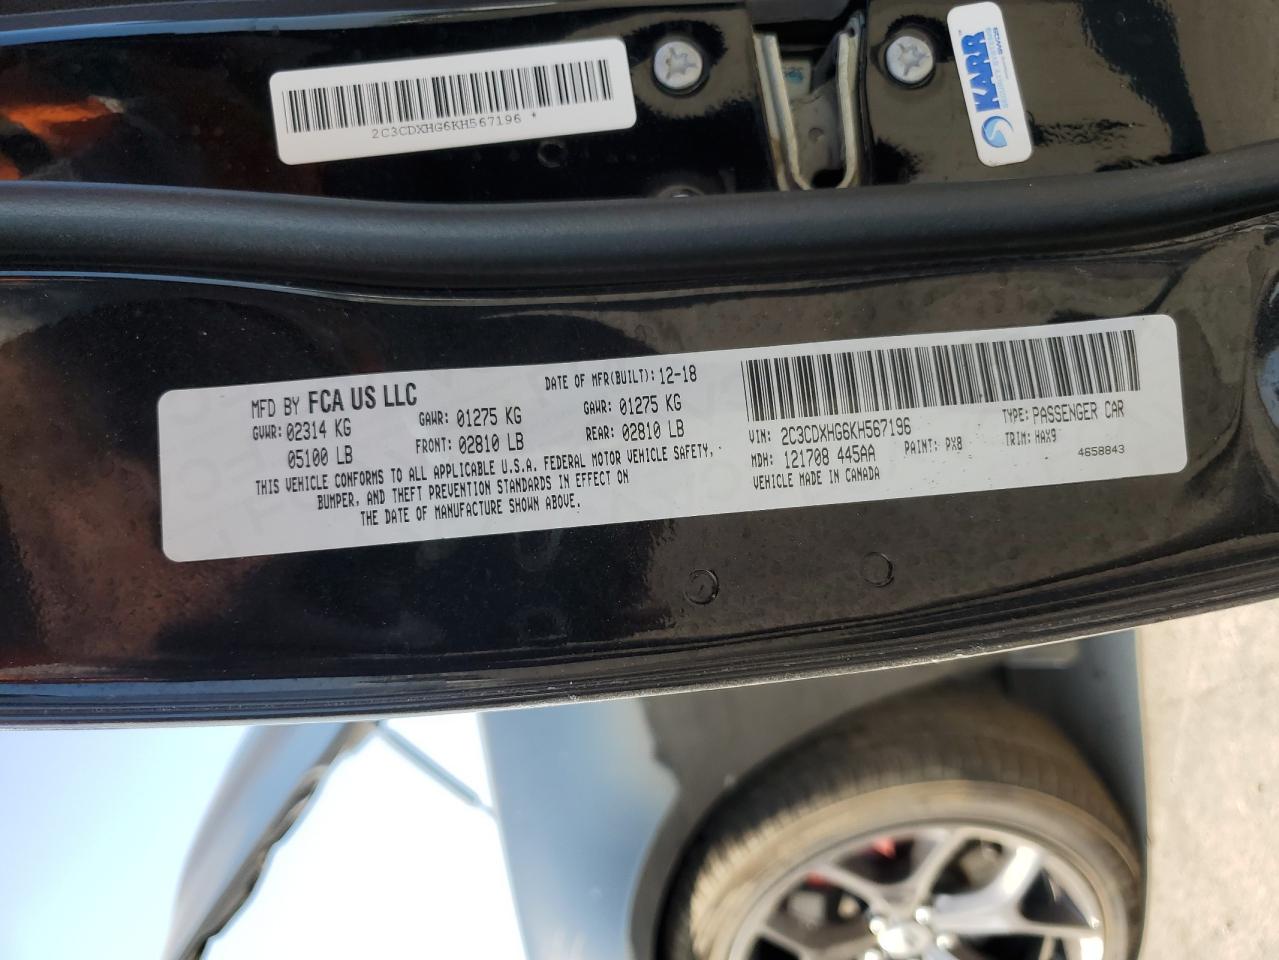 2C3CDXHG6KH567196 *
KARR™
MFD BY FCA US LLC
DATE OF MFR(BUILT): 12-18
GVWR: 02314 KG
GAWR: 01275 KG
GAWR: 01275 KG
05100 LB
FRONT: 02810 LB
REAR: 02810 LB
THIS VEHICLE CONFORMS TO ALL APPLICABLE U.S.A. FEDERAL MOTOR VEHICLE SAFETY,
BUMPER, AND THEFT PREVENTION STANDARDS IN EFFECT ON
THE DATE OF MANUFACTURE SHOWN ABOVE.
VIN: 2C3CDXHG6KH567196
TYPE: PASSENGER CAR
MDH: 121708 445AA
PAINT: PX8
TRIM: HAX9
VEHICLE MADE IN CANADA
4658843